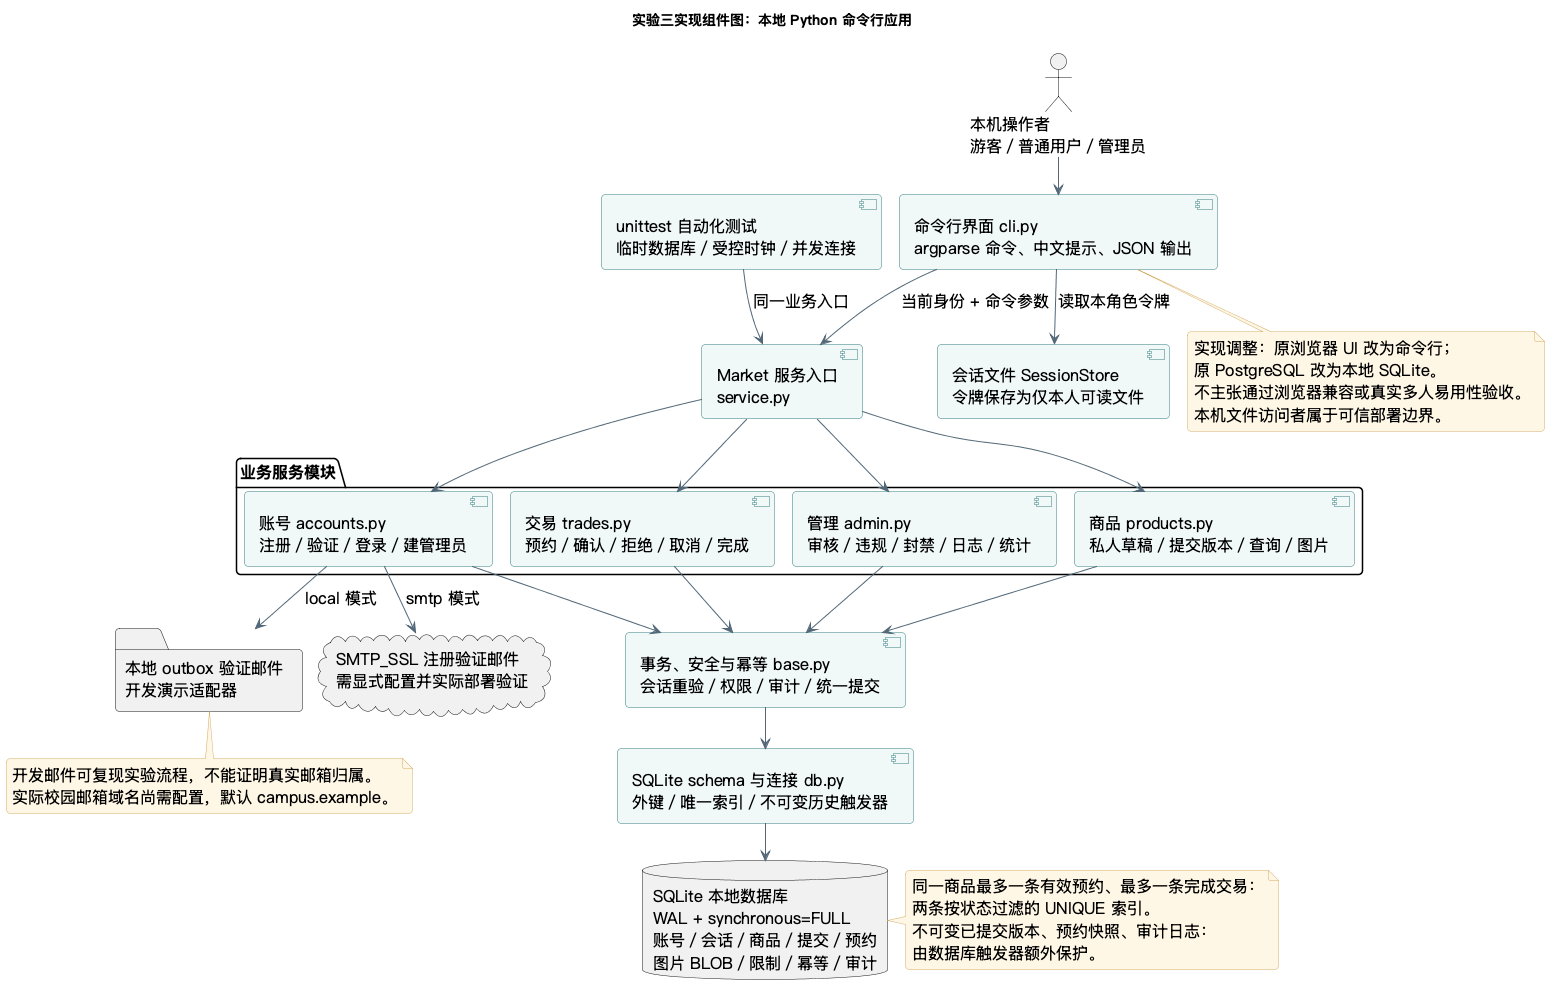 实验三实现组件图：本地 Python 命令行应用
本机操作者
游客 / 普通用户 / 管理员
unittest 自动化测试
临时数据库 / 受控时钟 / 并发连接
命令行界面 cli.py
argparse 命令、中文提示、JSON 输出
同一业务入口
当前身份 + 命令参数
读取本角色令牌
Market 服务入口
service.py
会话文件 SessionStore
令牌保存为仅本人可读文件
实现调整：原浏览器 UI 改为命令行；
原 PostgreSQL 改为本地 SQLite。
不主张通过浏览器兼容或真实多人易用性验收。
本机文件访问者属于可信部署边界。
业务服务模块
账号 accounts.py
注册 / 验证 / 登录 / 建管理员
交易 trades.py
预约 / 确认 / 拒绝 / 取消 / 完成
管理 admin.py
审核 / 违规 / 封禁 / 日志 / 统计
商品 products.py
私人草稿 / 提交版本 / 查询 / 图片
local 模式
smtp 模式
本地 outbox 验证邮件
开发演示适配器
SMTP_SSL 注册验证邮件
需显式配置并实际部署验证
事务、安全与幂等 base.py
会话重验 / 权限 / 审计 / 统一提交
开发邮件可复现实验流程，不能证明真实邮箱归属。
实际校园邮箱域名尚需配置，默认 campus.example。
SQLite schema 与连接 db.py
外键 / 唯一索引 / 不可变历史触发器
SQLite 本地数据库
WAL + synchronous=FULL
账号 / 会话 / 商品 / 提交 / 预约
图片 BLOB / 限制 / 幂等 / 审计
同一商品最多一条有效预约、最多一条完成交易：
两条按状态过滤的 UNIQUE 索引。
不可变已提交版本、预约快照、审计日志：
由数据库触发器额外保护。